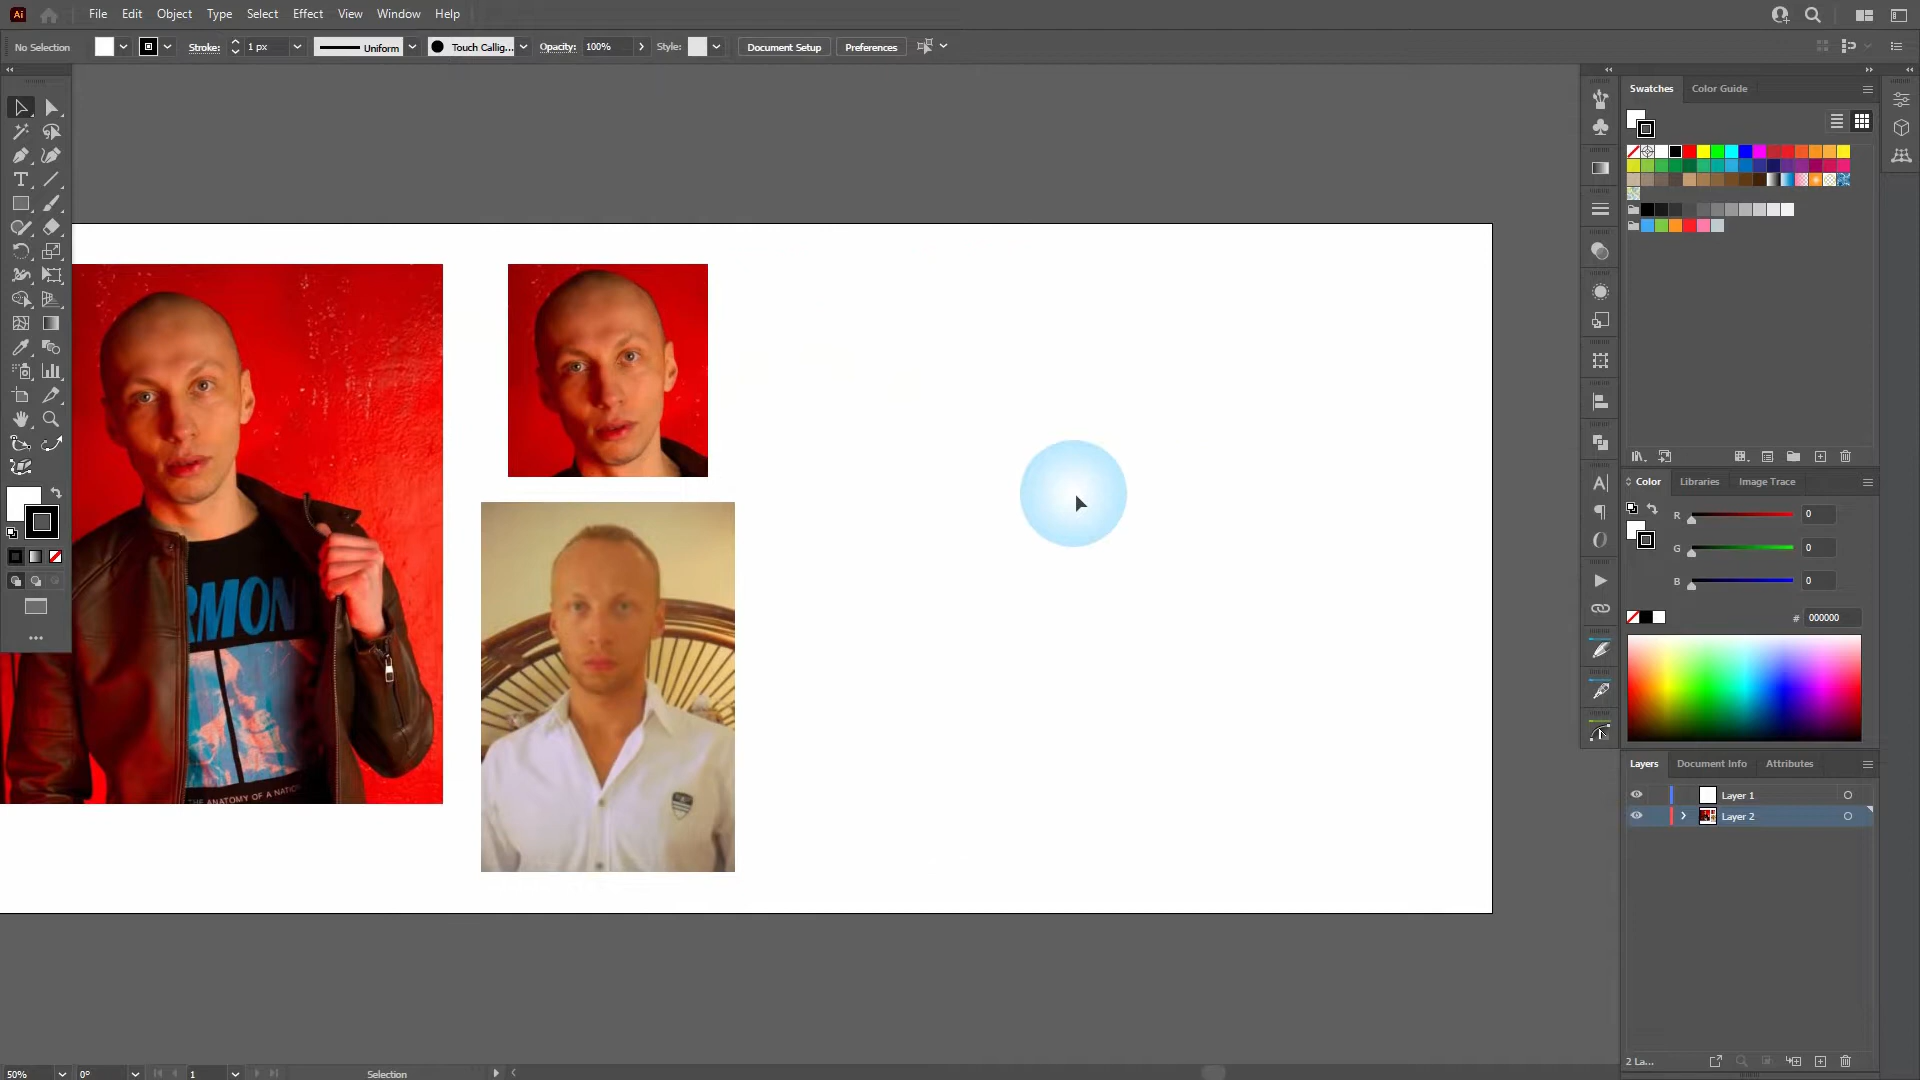 Ai File Edit Object Type Select Effect View Window Help
No Selection Stroke: 1 px Uniform Touch Callig... Opacity: 100% Style: Document Setup Preferences
Swatches Color Guide
Color Libraries Image Trace
R 0
G 0
B 0
# 000000
RMON
THE ANATOMY OF A NATIO
Layers Document Info Attributes
Layer 1
Layer 2
2 La...
50% 0° 1 Selection